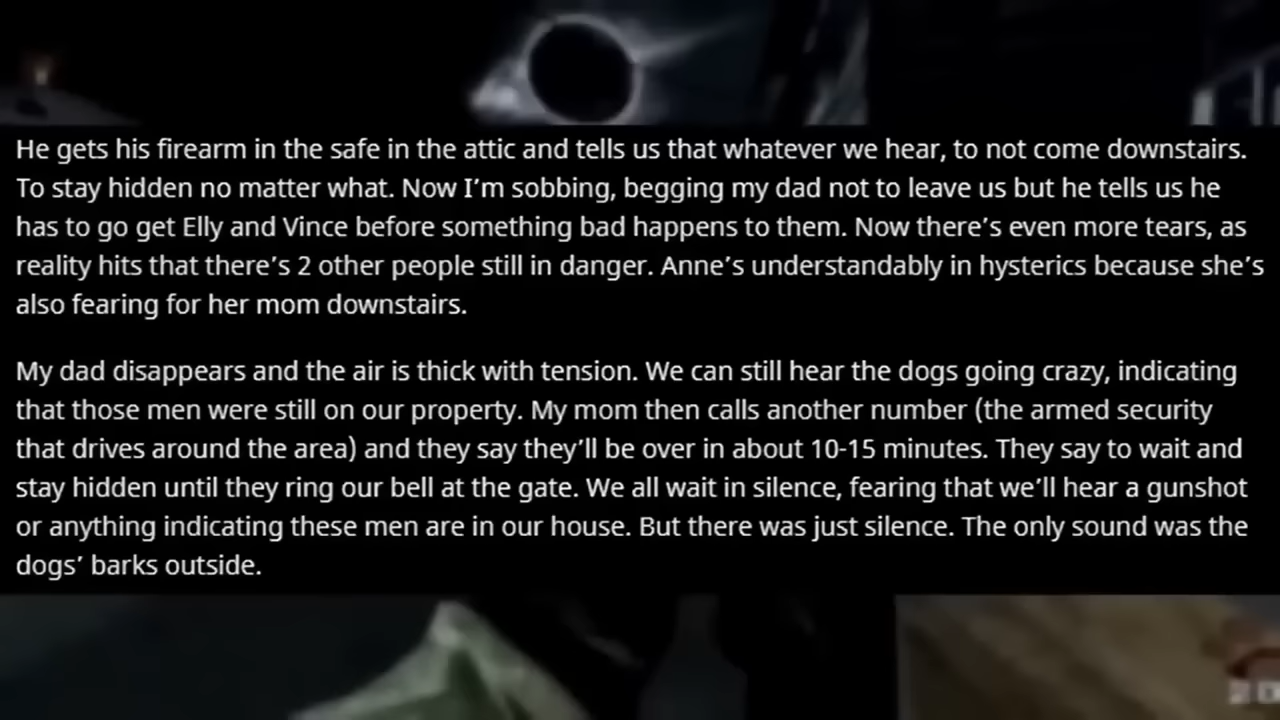 He gets his firearm in the safe in the attic and tells us that whatever we hear, to not come downstairs.
To stay hidden no matter what. Now I’m sobbing, begging my dad not to leave us but he tells us he
has to go get Elly and Vince before something bad happens to them. Now there’s even more tears, as
reality hits that there’s 2 other people still in danger. Anne’s understandably in hysterics because she’s
also fearing for her mom downstairs.
My dad disappears and the air is thick with tension. We can still hear the dogs going crazy, indicating
that those men were still on our property. My mom then calls another number (the armed security
that drives around the area) and they say they’ll be over in about 10-15 minutes. They say to wait and
stay hidden until they ring our bell at the gate. We all wait in silence, fearing that we’ll hear a gunshot
or anything indicating these men are in our house. But there was just silence. The only sound was the
dogs’ barks outside.